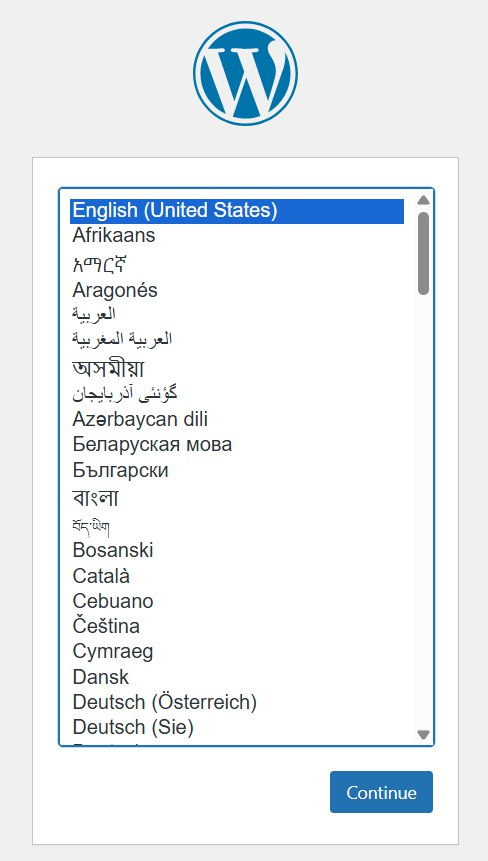 English (United States)
Afrikaans
አማርኛ
Aragonés
العربية
العربية المغربية
অসমীয়া
گؤنئی آذربایجان
Azərbaycan dili
Беларуская мова
Български
বাংলা
བོད་ཡིག
Bosanski
Català
Cebuano
Čeština
Cymraeg
Dansk
Deutsch (Österreich)
Deutsch (Sie)
Continue